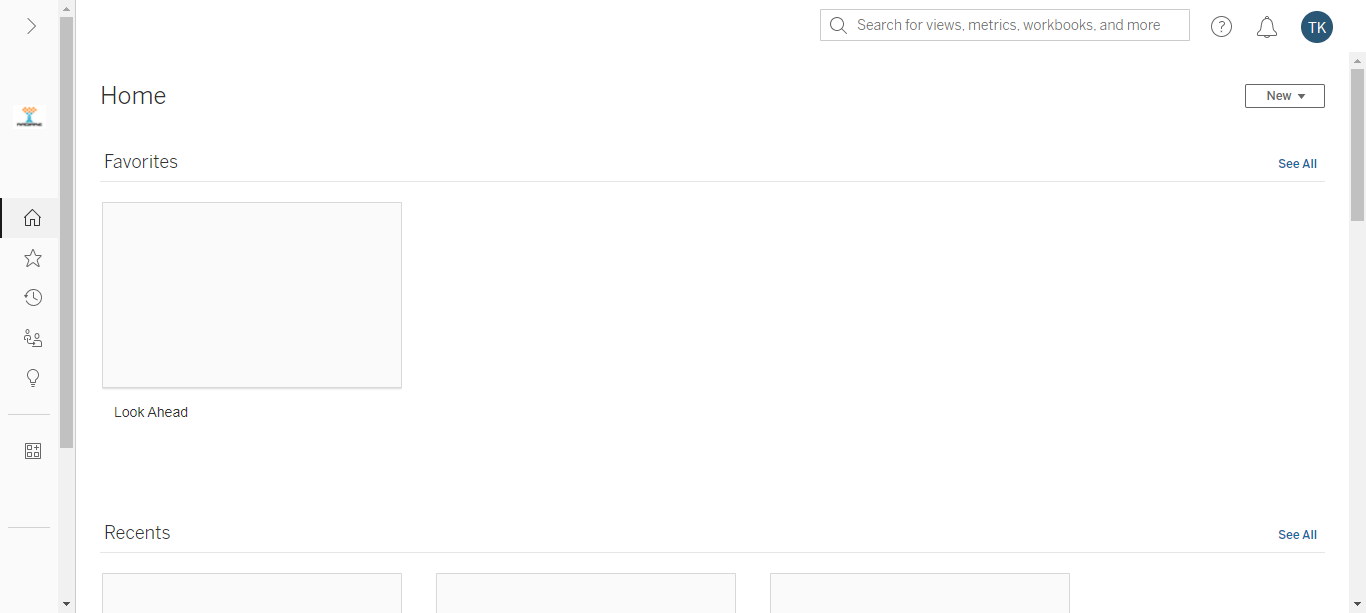 Search for views, metrics, workbooks, and more
?
TK
Home
New
Favorites
See All
Look Ahead
Recents
See All